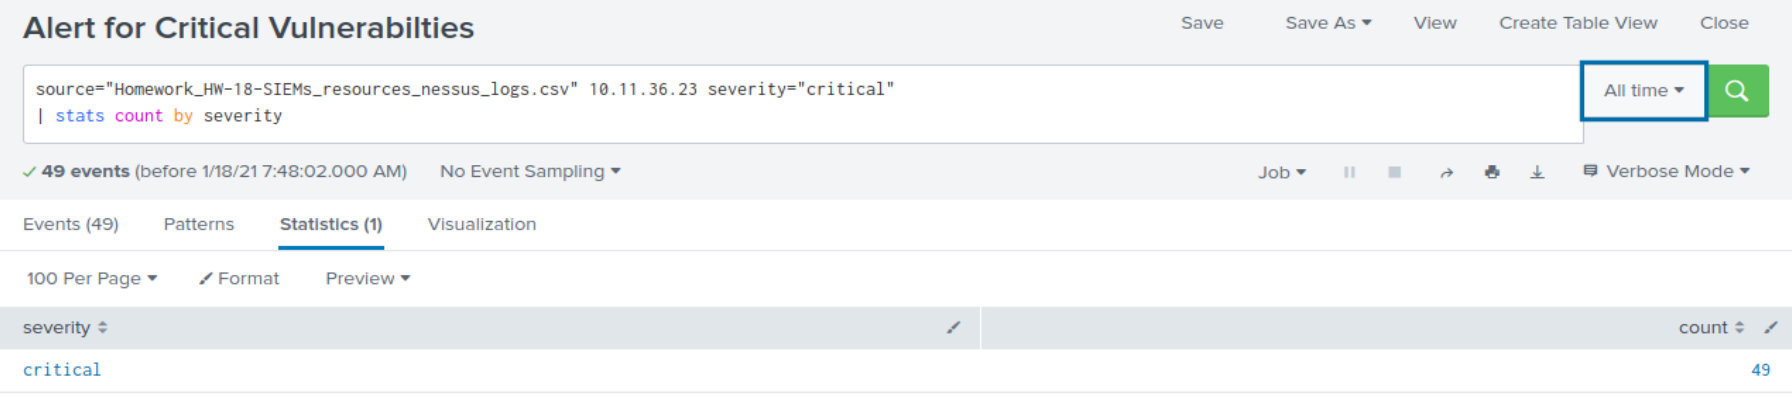 Alert for Critical Vulnerabilties
Save Save As View Create Table View Close
source="Homework_HW-18-SIEMs_resources_nessus_logs.csv" 10.11.36.23 severity="critical"
| stats count by severity
All time
49 events (before 1/18/21 7:48:02.000 AM) No Event Sampling
Job Verbose Mode
Events (49) Patterns Statistics (1) Visualization
100 Per Page Format Preview
severity count
critical 49